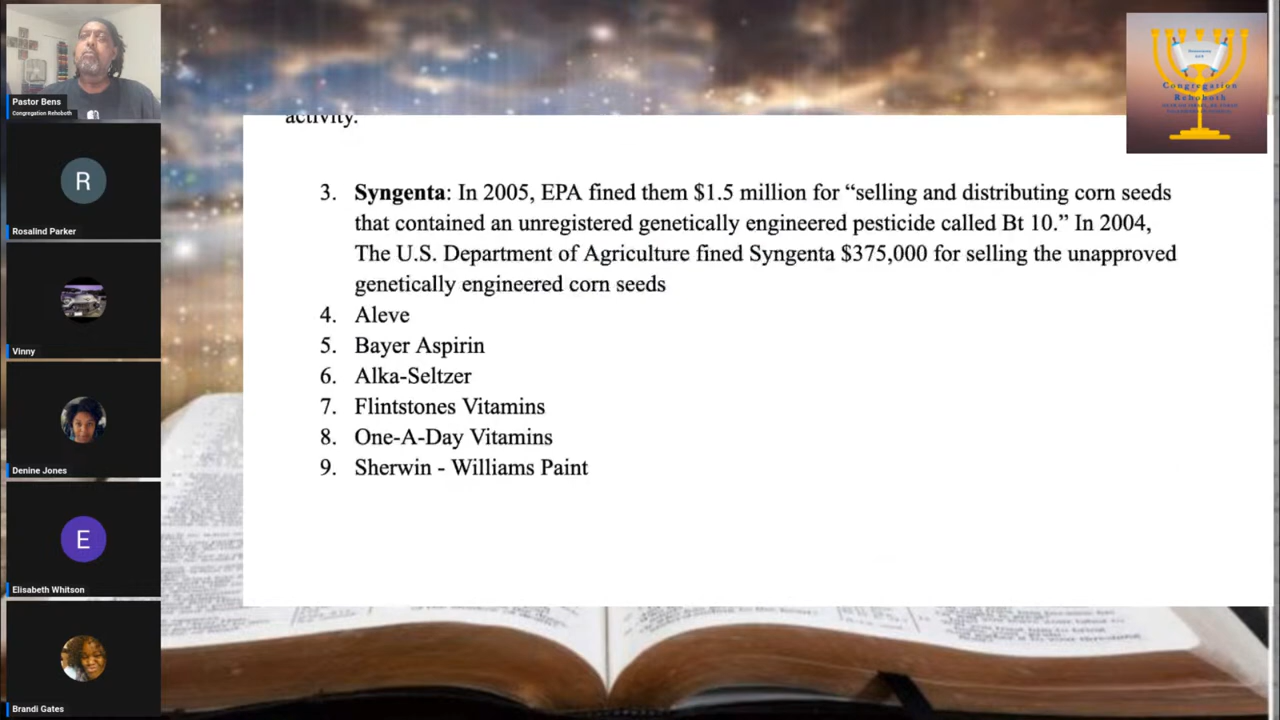 Pastor Bens
Congregation Rehoboth
R
Rosalind Parker
Vinny
Denine Jones
E
Elisabeth Whitson
Brandi Gates
activity.
3. Syngenta: In 2005, EPA fined them $1.5 million for “selling and distributing corn seeds
that contained an unregistered genetically engineered pesticide called Bt 10.” In 2004,
The U.S. Department of Agriculture fined Syngenta $375,000 for selling the unapproved
genetically engineered corn seeds
4. Aleve
5. Bayer Aspirin
6. Alka-Seltzer
7. Flintstones Vitamins
8. One-A-Day Vitamins
9. Sherwin - Williams Paint
Congregation
Rehoboth